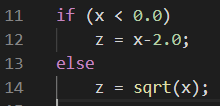 11 if (x < 0.0)
12     z = x-2.0;
13 else
14     z = sqrt(x);